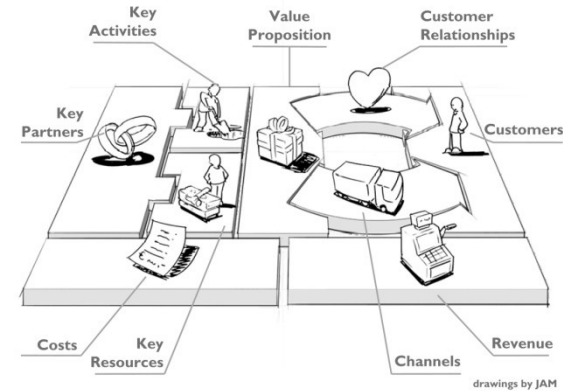 Key
Activities
Value
Proposition
Customer
Relationships
Key
Partners
Customers
Costs
Key
Resources
Channels
Revenue
drawings by JAM